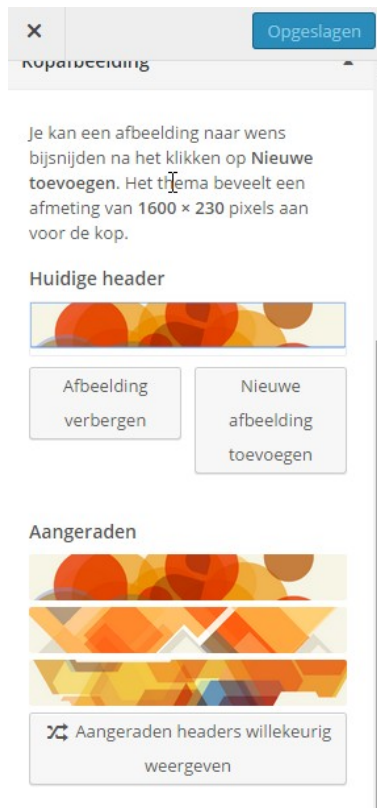 Opgeslagen
Kopafbeelding
Je kan een afbeelding naar wens
bijsnijden na het klikken op Nieuwe
toevoegen. Het thema beveelt een
afmeting van 1600 × 230 pixels aan
voor de kop.
Huidige header
Afbeelding
verbergen
Nieuwe
afbeelding
toevoegen
Aangeraden
Aangeraden headers willekeurig
weergeven